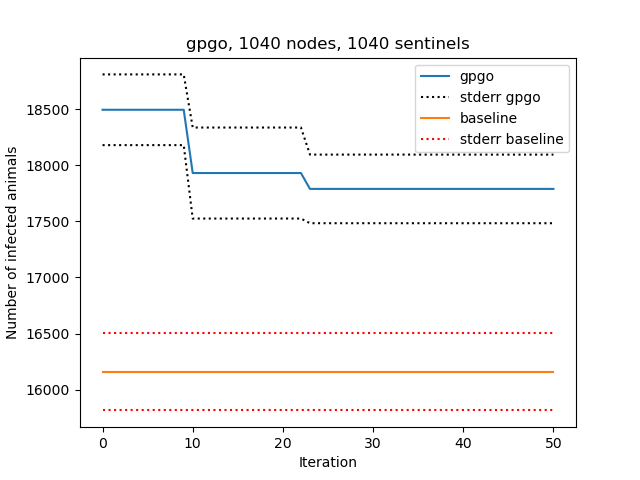 gpgo, 1040 nodes, 1040 sentinels
gpgo
stderr gpgo
baseline
stderr baseline
Number of infected animals
18500
18000
17500
17000
16500
16000
0 10 20 30 40 50
Iteration